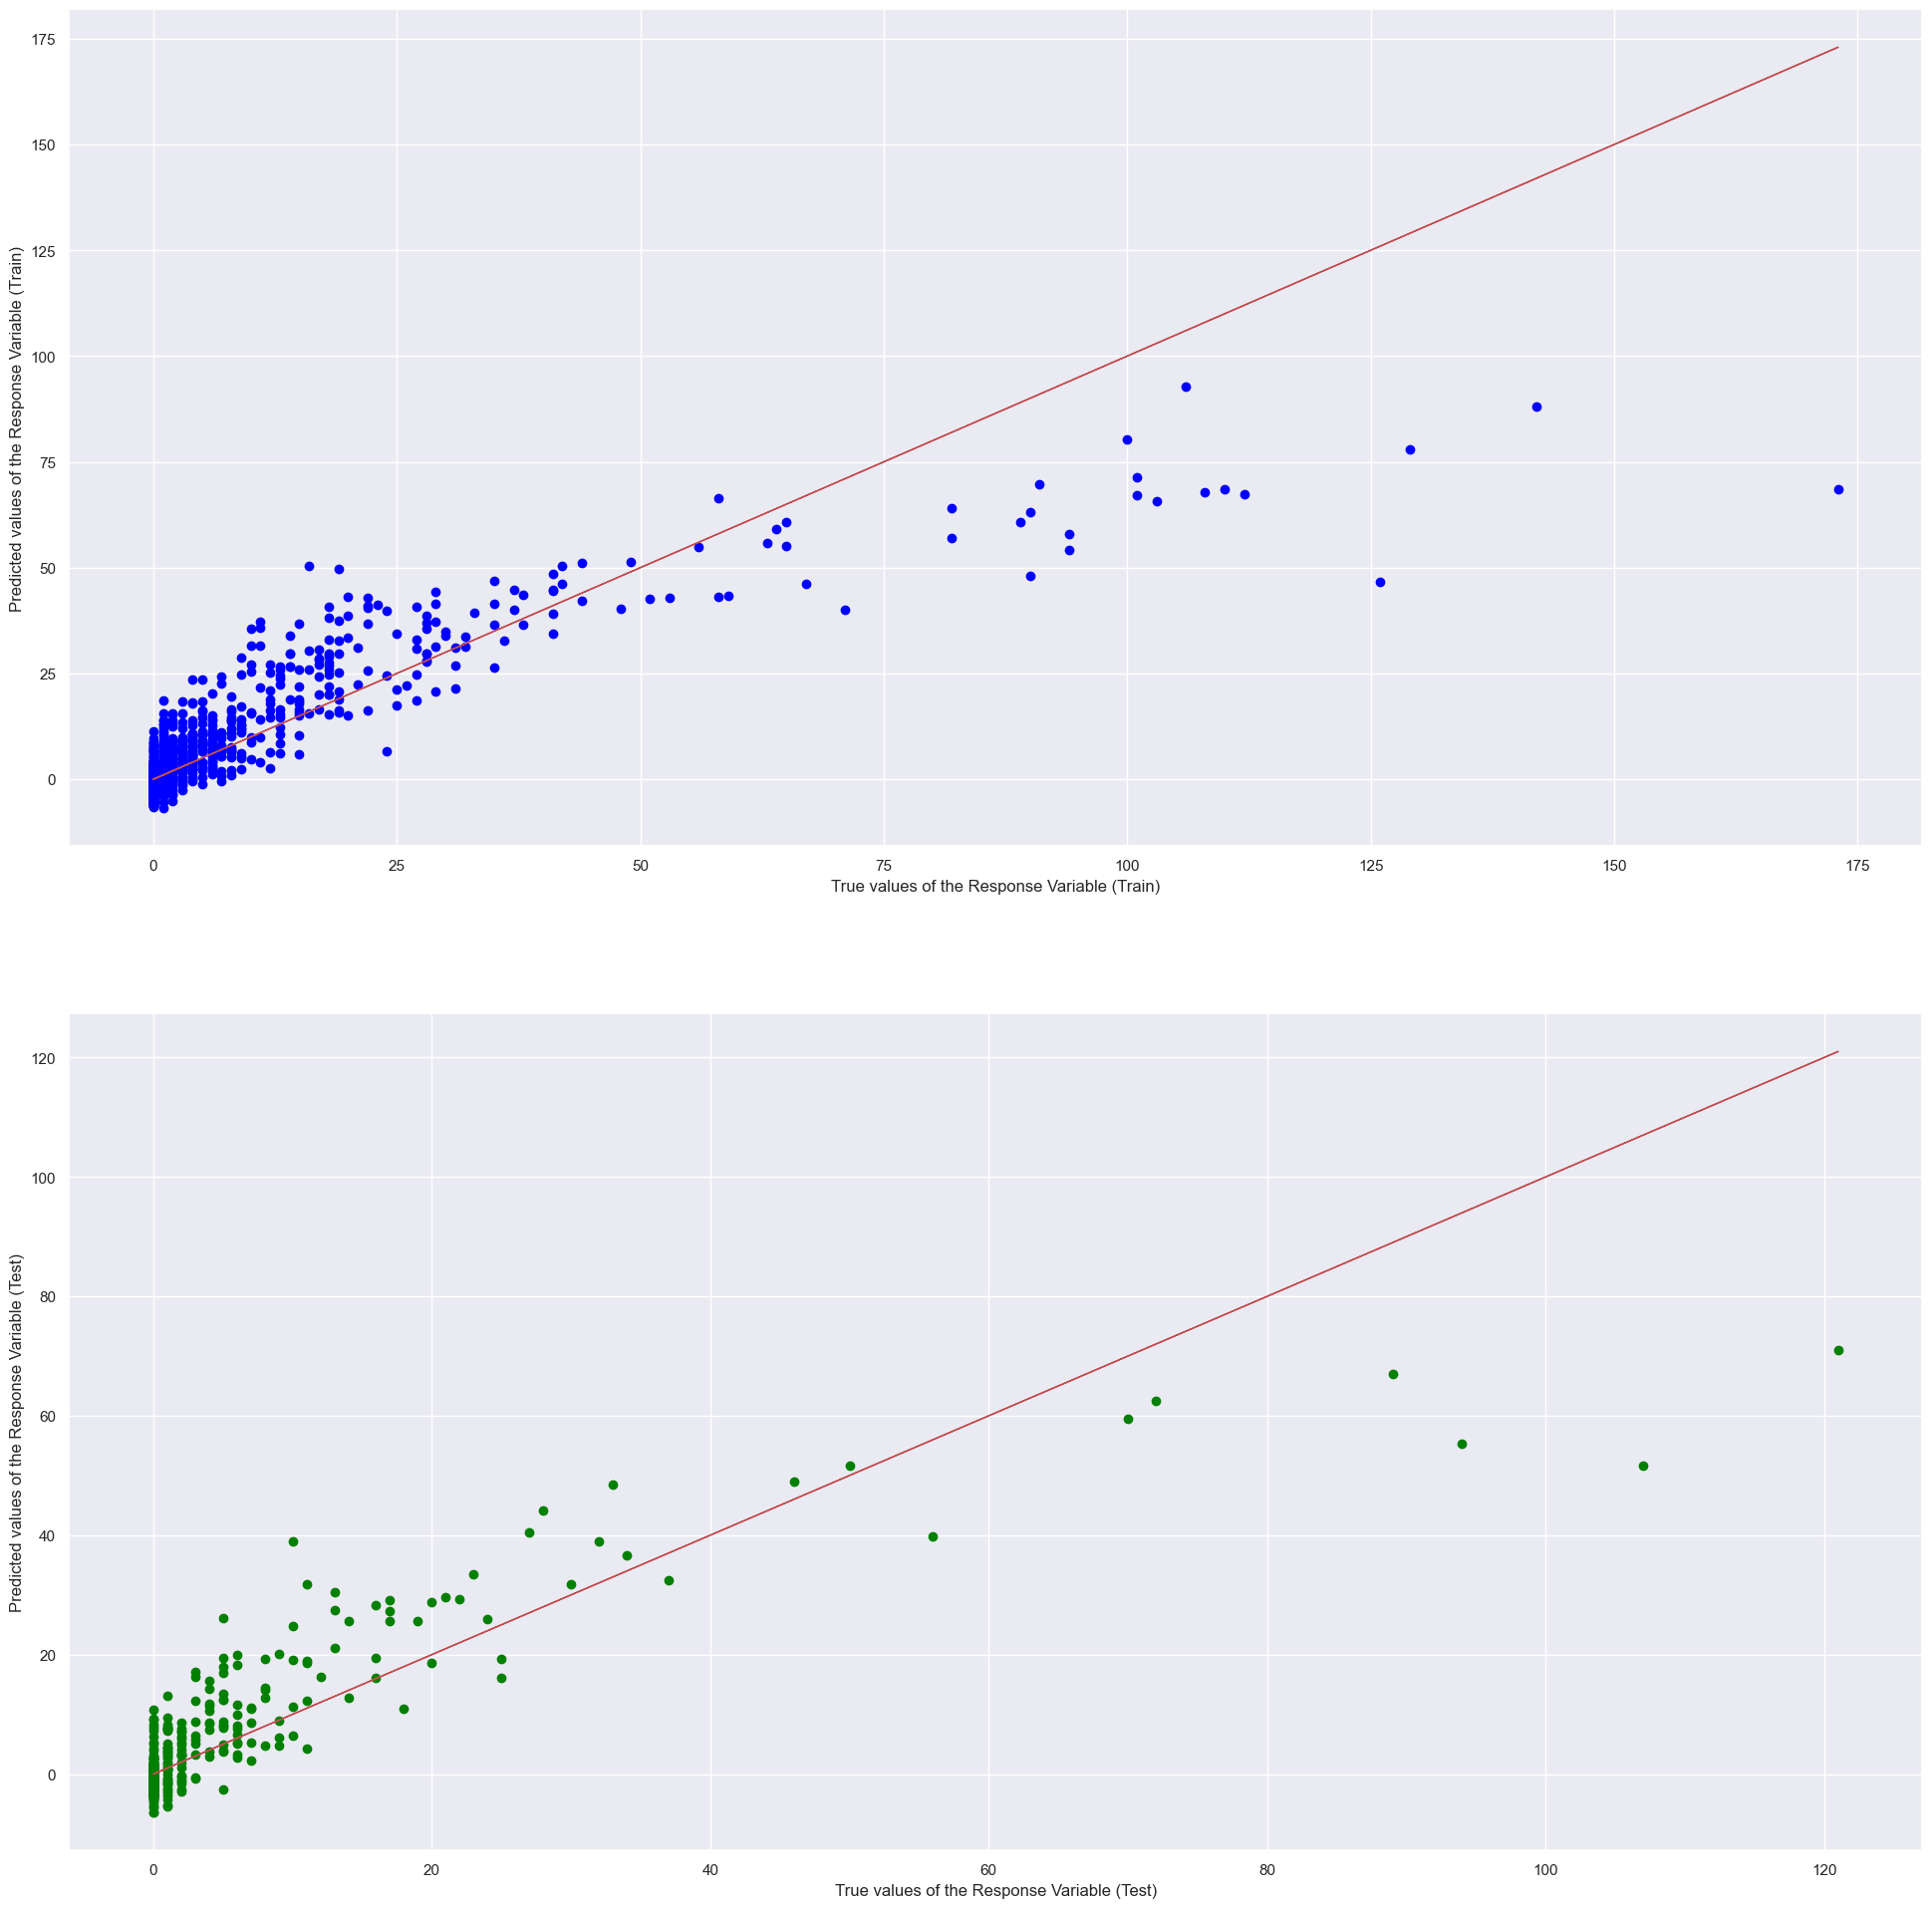 175
150
125
100
75
50
25
0
Predicted values of the Response Variable (Train)
0 25 50 75 100 125 150 175
True values of the Response Variable (Train)
120
100
80
60
40
20
0
Predicted values of the Response Variable (Test)
0 20 40 60 80 100 120
True values of the Response Variable (Test)